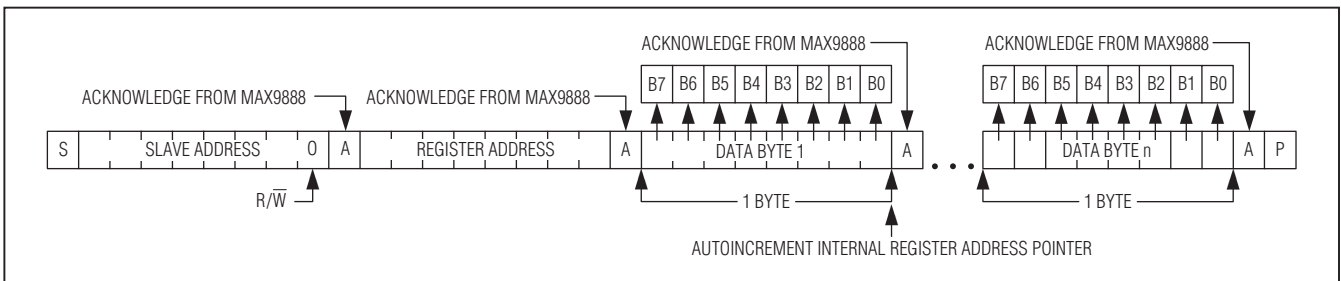 ACKNOWLEDGE FROM MAX9888 ACKNOWLEDGE FROM MAX9888
B7 B6 B5 B4 B3 B2 B1 B0 B7 B6 B5 B4 B3 B2 B1 B0
ACKNOWLEDGE FROM MAX9888 ACKNOWLEDGE FROM MAX9888
S SLAVE ADDRESS 0 A REGISTER ADDRESS A DATA BYTE 1 A DATA BYTE n A P
R/W̅ 1 BYTE 1 BYTE
AUTOINCREMENT INTERNAL REGISTER ADDRESS POINTER